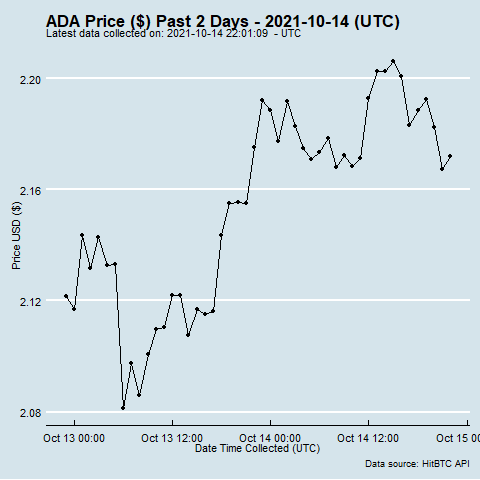 ADA Price ($) Past 2 Days - 2021-10-14 (UTC)
Latest data collected on: 2021-10-14 22:01:09  - UTC
Price USD ($)
2.20
2.16
2.12
2.08
Oct 13 00:00 Oct 13 12:00 Oct 14 00:00 Oct 14 12:00 Oct 15 00
Date Time Collected (UTC)
Data source: HitBTC API